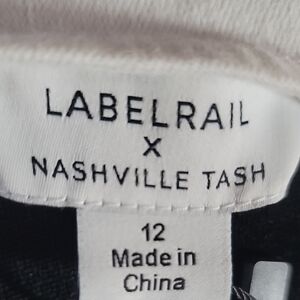 LABELRAIL
X
NASHVILLE TASH
12
Made in
China